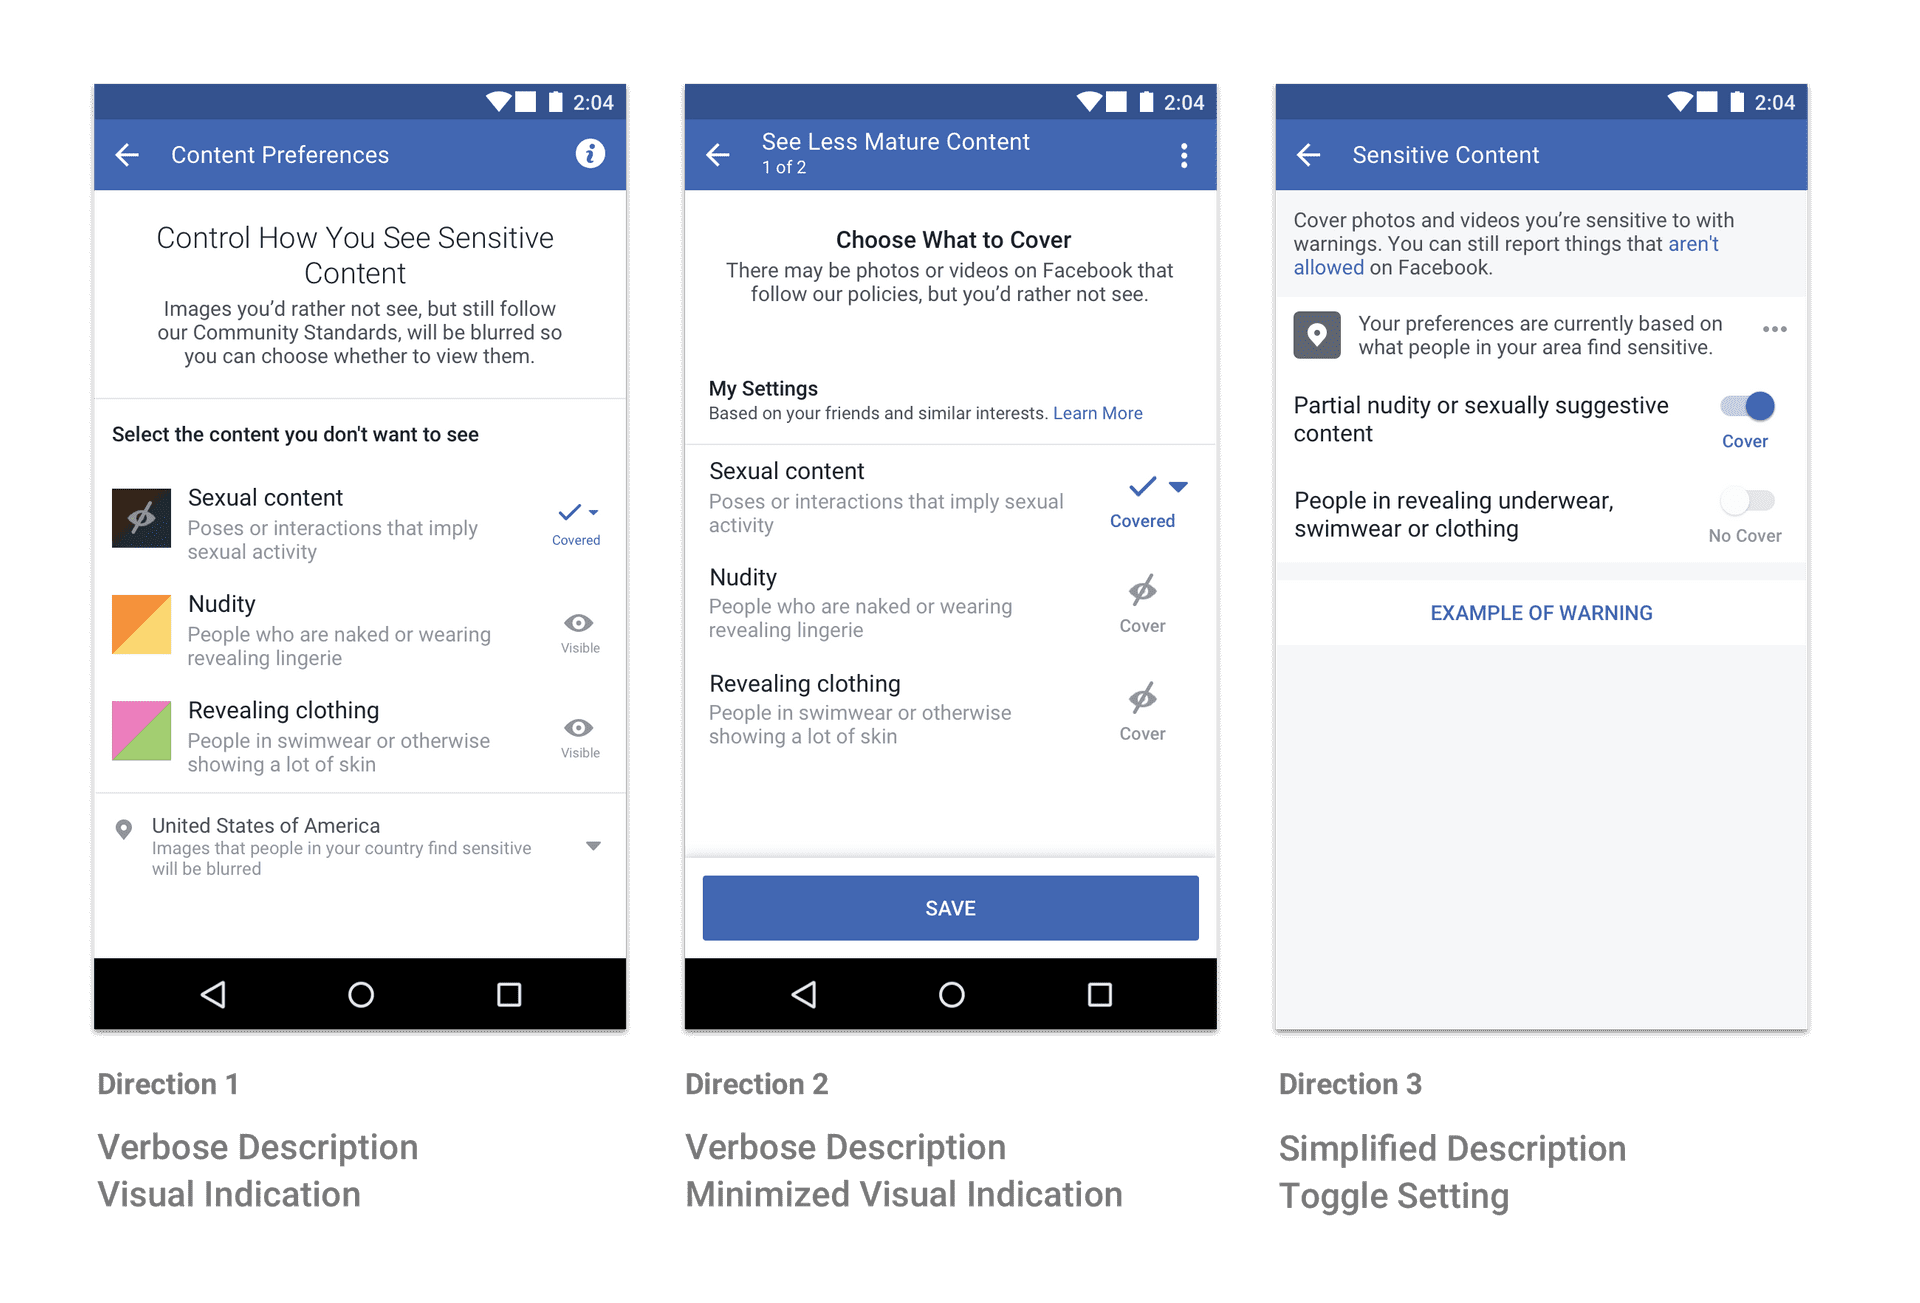 2:04
Content Preferences
Control How You See Sensitive
Content
Images you’d rather not see, but still follow
our Community Standards, will be blurred so
you can choose whether to view them.
Select the content you don't want to see
Sexual content
Poses or interactions that imply
sexual activity
Covered
Nudity
People who are naked or wearing
revealing lingerie
Visible
Revealing clothing
People in swimwear or otherwise
showing a lot of skin
Visible
United States of America
Images that people in your country find sensitive
will be blurred
Direction 1
Verbose Description
Visual Indication
2:04
See Less Mature Content
1 of 2
Choose What to Cover
There may be photos or videos on Facebook that
follow our policies, but you’d rather not see.
My Settings
Based on your friends and similar interests. Learn More
Sexual content
Poses or interactions that imply sexual
activity
Covered
Nudity
People who are naked or wearing
revealing lingerie
Cover
Revealing clothing
People in swimwear or otherwise
showing a lot of skin
Cover
SAVE
Direction 2
Verbose Description
Minimized Visual Indication
2:04
Sensitive Content
Cover photos and videos you’re sensitive to with
warnings. You can still report things that aren't
allowed on Facebook.
Your preferences are currently based on
what people in your area find sensitive.
Partial nudity or sexually suggestive
content
Cover
People in revealing underwear,
swimwear or clothing
No Cover
EXAMPLE OF WARNING
Direction 3
Simplified Description
Toggle Setting